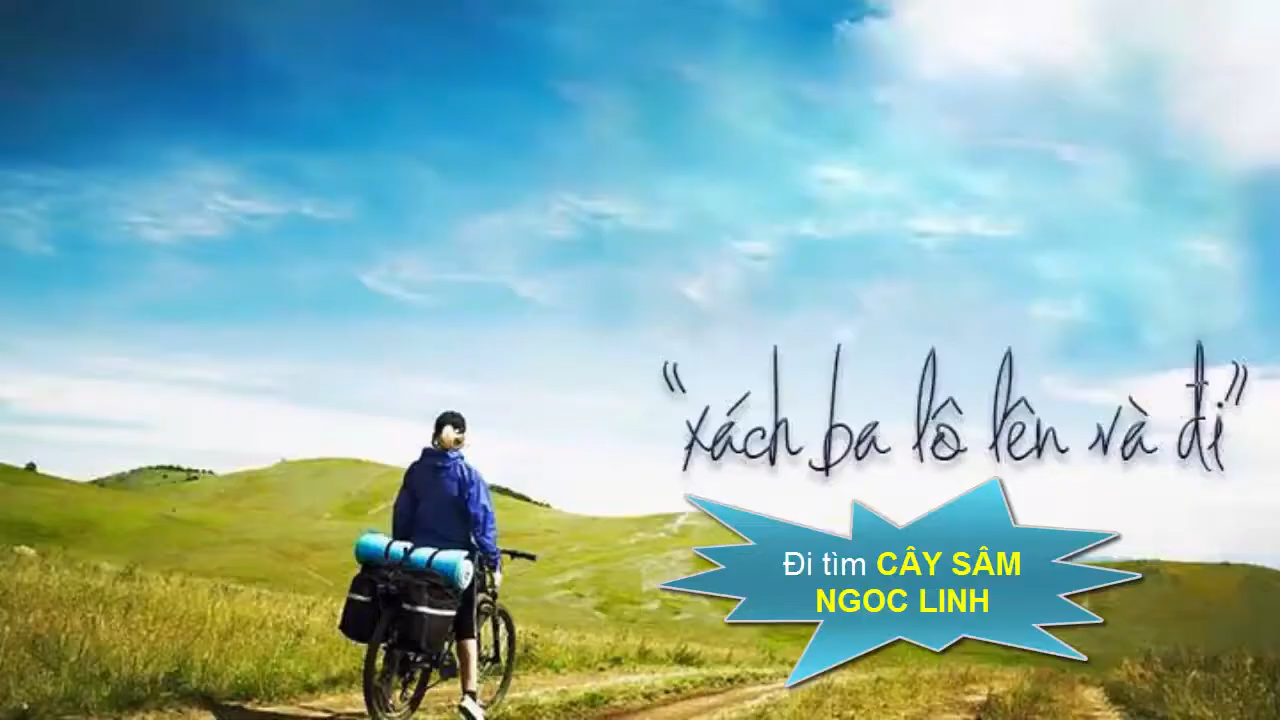 “xách ba lô lên và đi”
Đi tìm CÂY SÂM
NGOC LINH